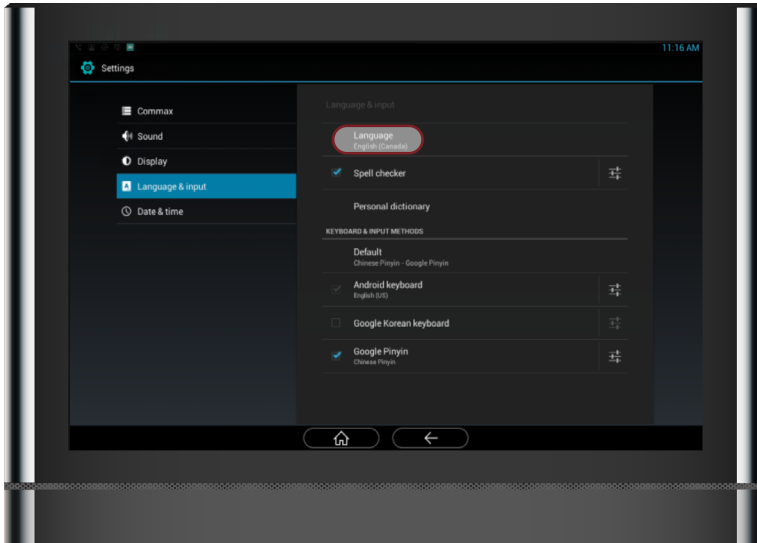 11:16 AM
Settings
Commax
Sound
Display
Language & input
Date & time
Language & input
Language
English (Canada)
Spell checker
Personal dictionary
KEYBOARD & INPUT METHODS
Default
Chinese Pinyin - Google Pinyin
Android keyboard
English (US)
Google Korean keyboard
Google Pinyin
Chinese Pinyin